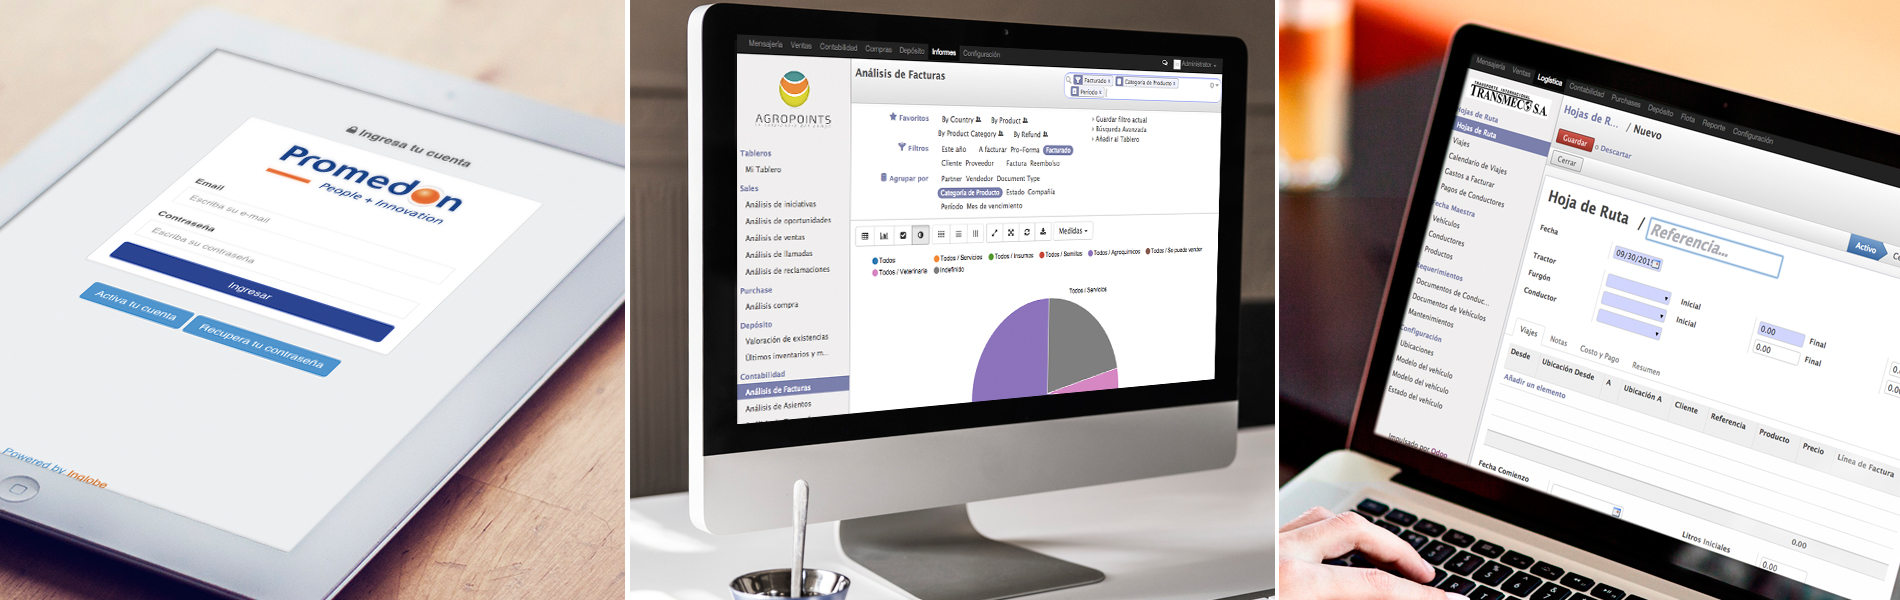 Ingresa tu cuenta
Promedon
People + Innovation
Email
Escriba su e-mail
Contraseña
Escriba su contraseña
Ingresar
Activa tu cuenta
Recupera tu contraseña
Powered by Inglobe
Mensajería Ventas Contabilidad Compras Depósito Informes Configuración
Administrator
AGROPOINTS
Análisis de Facturas
Facturado x Categoría de Producto x
Período x
Favoritos By Country By Product
By Product Category By Refund
Guardar filtro actual
Búsqueda Avanzada
Añadir al Tablero
Filtros Este año A facturar Pro-Forma Facturado
Cliente Proveedor Factura Reembolso
Agrupar por Partner Vendedor Document Type
Categoría de Producto Estado Compañía
Período Mes de vencimiento
Tableros
Mi Tablero
Sales
Análisis de iniciativas
Análisis de oportunidades
Análisis de ventas
Análisis de llamadas
Análisis de reclamaciones
Purchase
Análisis compra
Depósito
Valoración de existencias
Últimos inventarios y m...
Contabilidad
Análisis de Facturas
Análisis de Asientos
Medidas
Todos Todos / Servicios Todos / Insumos Todos / Semillas Todos / Agroquímicos Todos / Se puede vender
Todos / Veterinaria Indefinido
Todos / Servicios
Mensajería Ventas Logística Contabilidad Purchases Depósito Flota Reporte Configuración
TRANSPORTE INTERNACIONAL
TRANSMEC S.A.
Hojas de Ruta
Hojas de Ruta
Viajes
Calendario de Viajes
Gastos a Facturar
Pagos de Conductores
Vehículos
Conductores
Productos
Documentos de Conduc...
Documentos de Vehículos
Mantenimientos
Configuración
Ubicaciones
Modelo del vehículo
Modelo del vehículo
Estado del vehículo
Impulsado por Odoo
Hojas de R... / Nuevo
Guardar o Descartar
Cerrar
Activo
Hoja de Ruta / Referencia...
Fecha
Tractor
Furgón
Conductor
Inicial
Inicial
0.00 Final
0.00 Final
Viajes Notas Costo y Pago Resumen
Desde Ubicación Desde A Ubicación A Cliente Referencia Producto Precio Línea de Factura
Añadir un elemento
0.00
Fecha Comienzo
Litros Iniciales
0.00